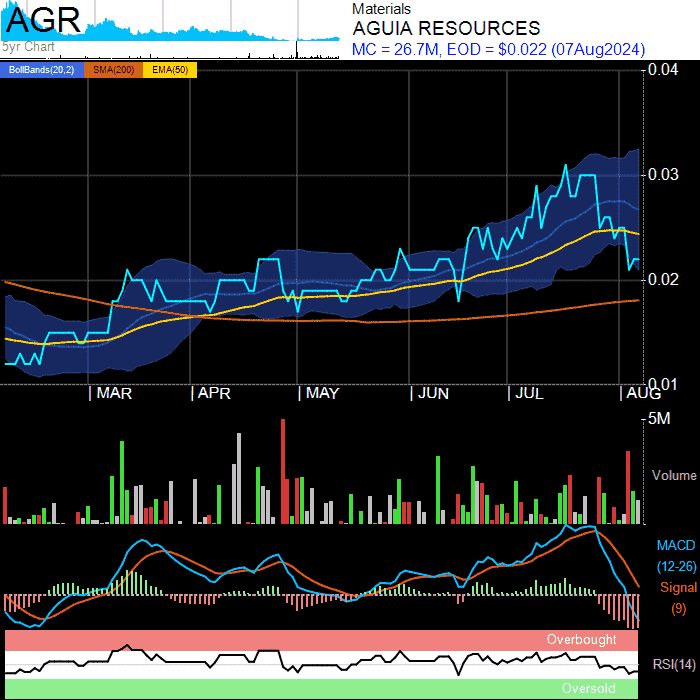 AGR
5yr Chart
Materials
AGUIA RESOURCES
MC = 26.7M, EOD = $0.022 (07Aug2024)
BollBands(20,2) SMA(200) EMA(50)
0.04
0.03
0.02
0.01
MAR APR MAY JUN JUL AUG
5M
Volume
MACD
(12-26)
Signal
(9)
Overbought
RSI(14)
Oversold